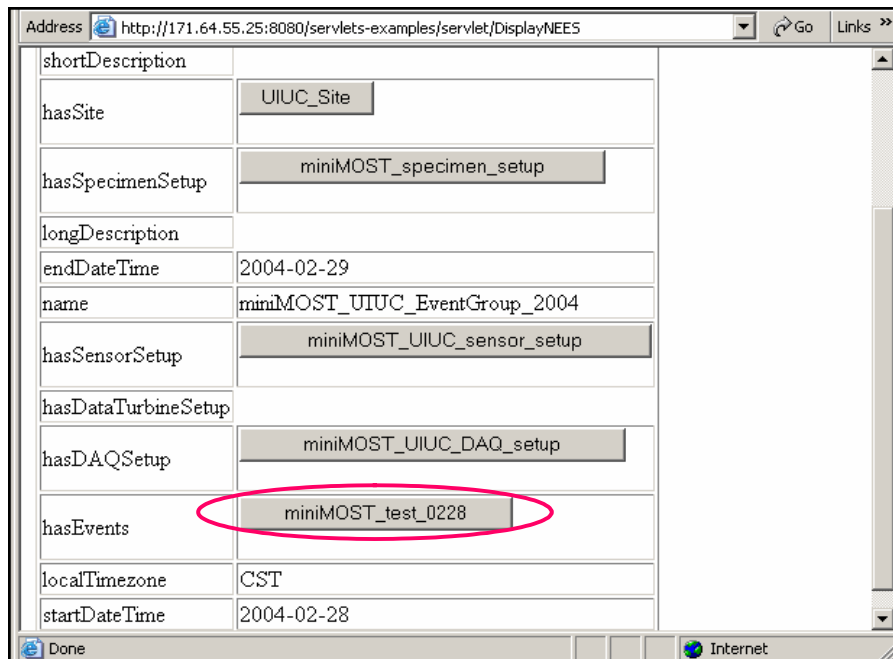 Address http://171.64.55.25:8080/servlets-examples/servlet/DisplayNEES Go Links »
shortDescription
hasSite UIUC_Site
hasSpecimenSetup miniMOST_specimen_setup
longDescription
endDateTime 2004-02-29
name miniMOST_UIUC_EventGroup_2004
hasSensorSetup miniMOST_UIUC_sensor_setup
hasDataTurbineSetup
hasDAQSetup miniMOST_UIUC_DAQ_setup
hasEvents miniMOST_test_0228
localTimezone CST
startDateTime 2004-02-28
Done Internet